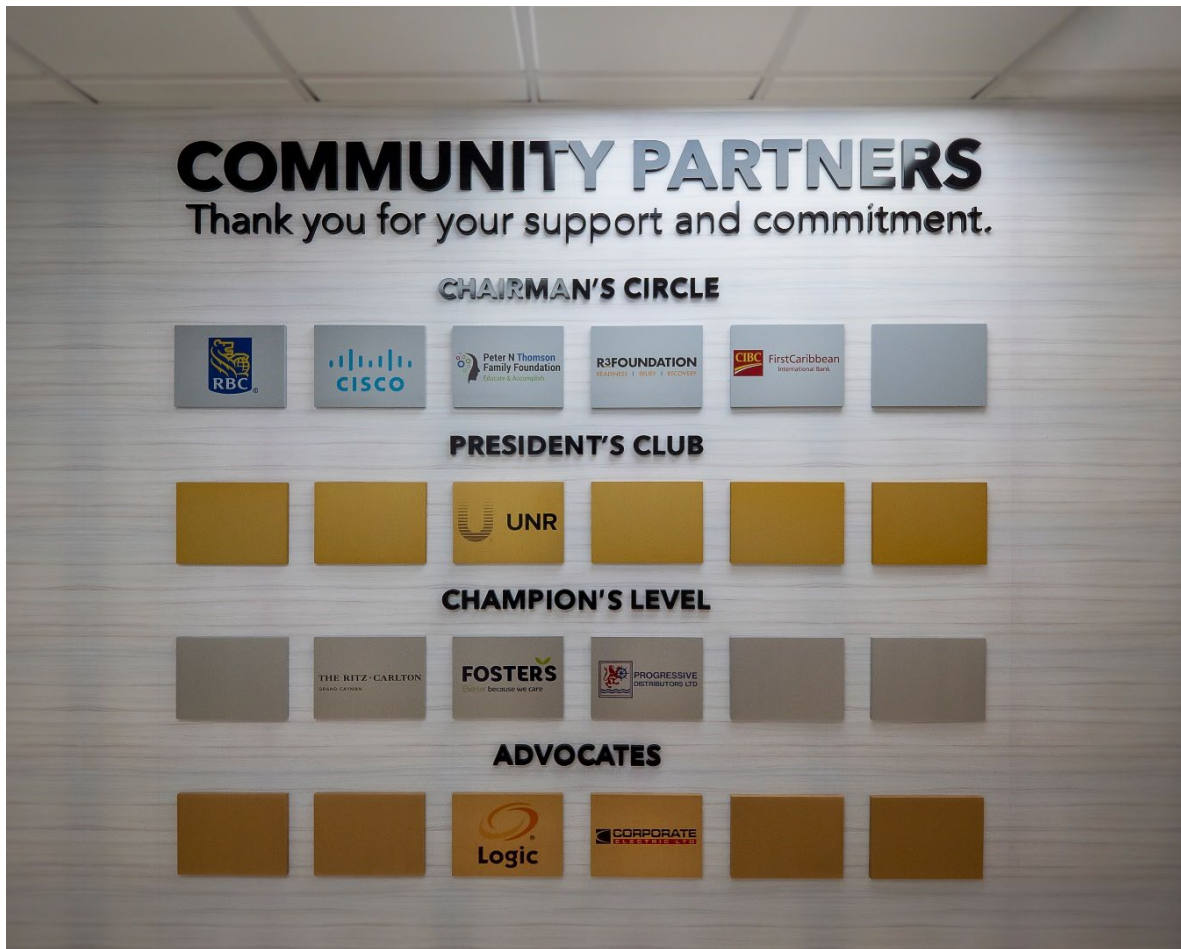 COMMUNITY PARTNERS
Thank you for your support and commitment.
CHAIRMAN'S CIRCLE
RBC®
CISCO
Peter N Thomson
Family Foundation
Educate & Accomplish
R3FOUNDATION
READINESS | RELIEF | RECOVERY
CIBC FirstCaribbean
International Bank
PRESIDENT'S CLUB
UNR
CHAMPION'S LEVEL
THE RITZ-CARLTON
GRAND CAYMAN
FOSTER'S
Better because we care
PROGRESSIVE
DISTRIBUTORS LTD
ADVOCATES
Logic®
CORPORATE
ELECTRIC LTD